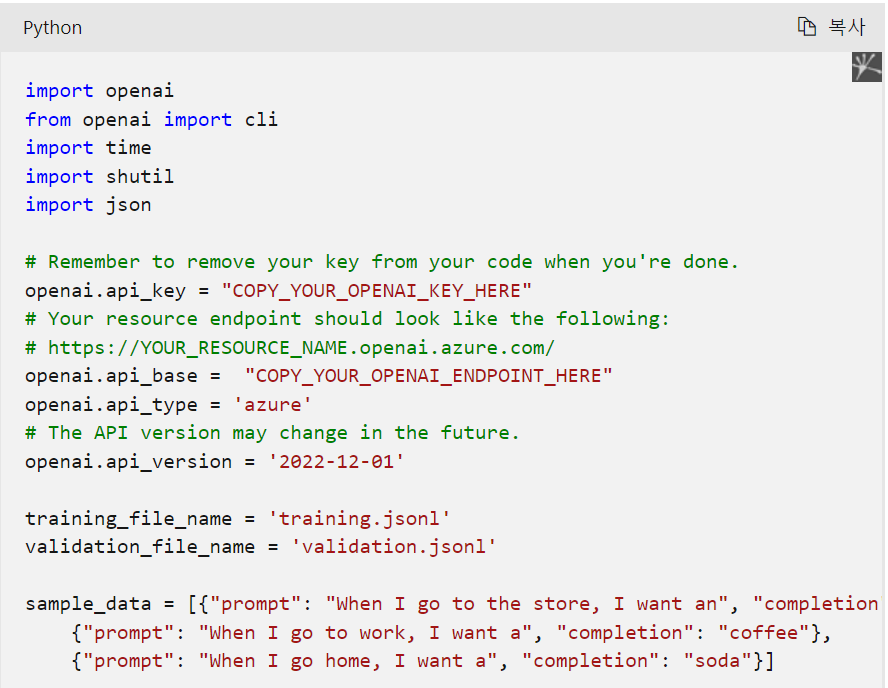 Python
복사
import openai
from openai import cli
import time
import shutil
import json
# Remember to remove your key from your code when you're done.
openai.api_key = "COPY_YOUR_OPENAI_KEY_HERE"
# Your resource endpoint should look like the following:
# https://YOUR_RESOURCE_NAME.openai.azure.com/
openai.api_base =  "COPY_YOUR_OPENAI_ENDPOINT_HERE"
openai.api_type = 'azure'
# The API version may change in the future.
openai.api_version = '2022-12-01'
training_file_name = 'training.jsonl'
validation_file_name = 'validation.jsonl'
sample_data = [{"prompt": "When I go to the store, I want an", "completion
    {"prompt": "When I go to work, I want a", "completion": "coffee"},
    {"prompt": "When I go home, I want a", "completion": "soda"}]